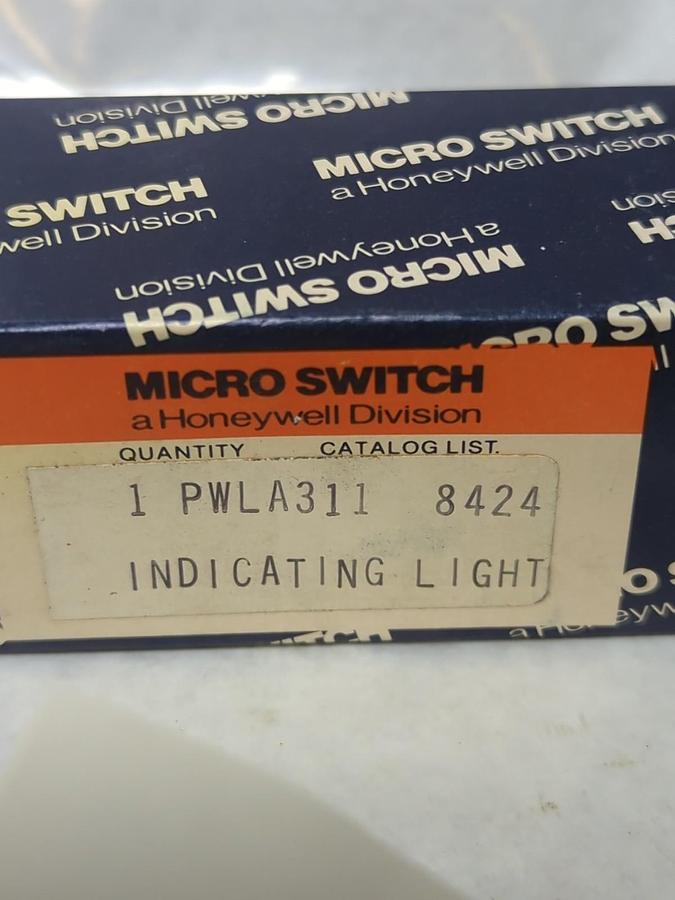 MICRO SWITCH
a Honeywell Division
MICRO SWITCH
a Honeywell Division
SWITCH
well Division
MICRO SWITCH
a Honeywell Division
MICRO SWITCH
a Honeywell Division
QUANTITY CATALOG LIST.
1 PWLA311 8424
INDICATING LIGHT